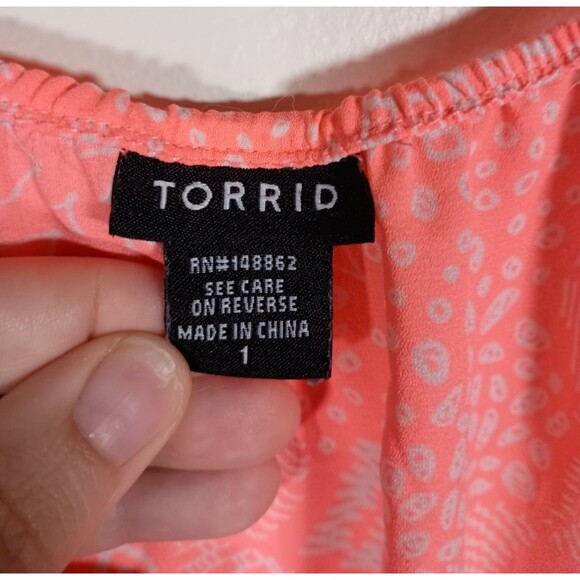 TORRID
RN#148862
SEE CARE
ON REVERSE
MADE IN CHINA
1